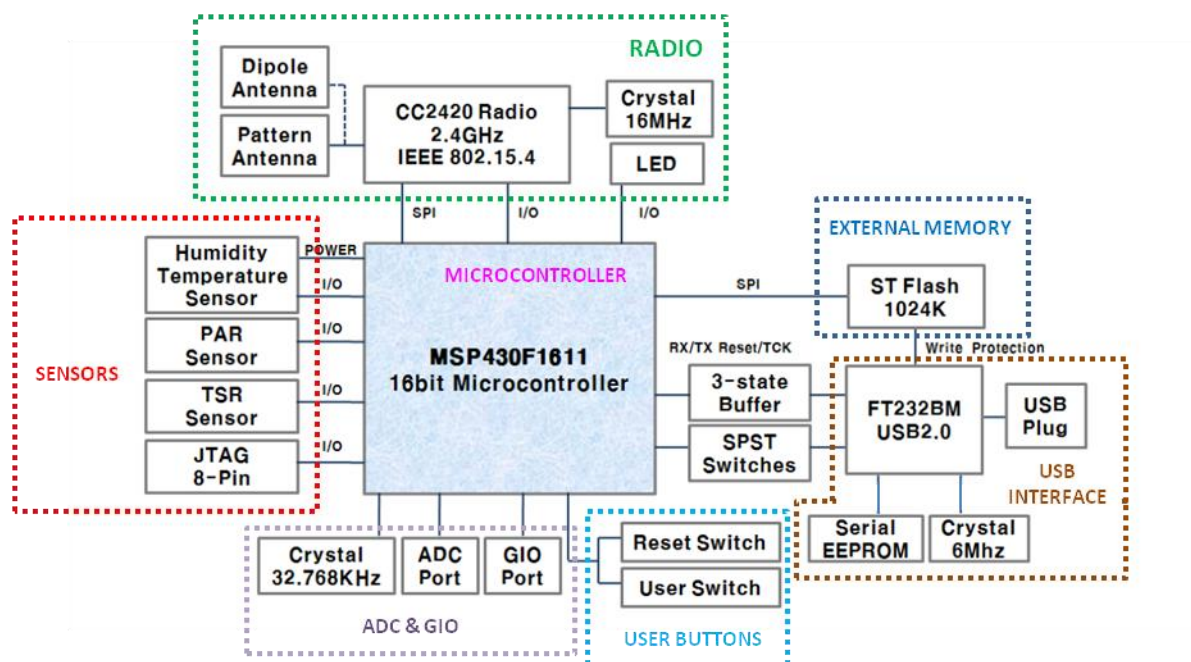 RADIO
Dipole
Antenna
Pattern
Antenna
CC2420 Radio
2.4GHz
IEEE 802.15.4
Crystal
16MHz
LED
SPI
I/O
I/O
SENSORS
Humidity
Temperature
Sensor
POWER
I/O
PAR
Sensor
I/O
TSR
Sensor
I/O
JTAG
8-Pin
I/O
MICROCONTROLLER
MSP430F1611
16bit Microcontroller
EXTERNAL MEMORY
SPI
ST Flash
1024K
Write Protection
RX/TX Reset/TCK
3-state
Buffer
SPST
Switches
FT232BM
USB2.0
USB
Plug
USB
INTERFACE
Serial
EEPROM
Crystal
6Mhz
Crystal
32.768KHz
ADC
Port
GIO
Port
ADC & GIO
Reset Switch
User Switch
USER BUTTONS